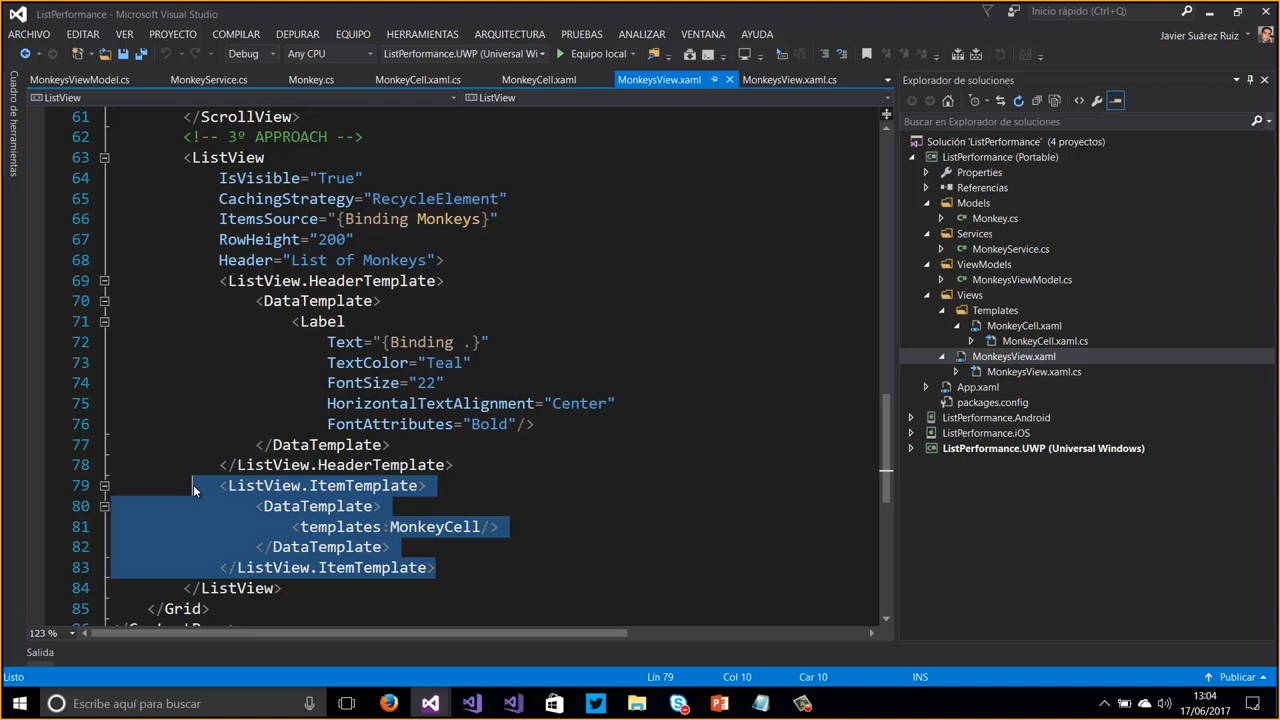 ListPerformance - Microsoft Visual Studio
Inicio rápido (Ctrl+Q)
ARCHIVO EDITAR VER PROYECTO COMPILAR DEPURAR EQUIPO HERRAMIENTAS ARQUITECTURA PRUEBAS ANALIZAR VENTANA AYUDA
Javier Suárez Ruiz
Debug Any CPU ListPerformance.UWP (Universal Wi Equipo local
MonkeysViewModel.cs MonkeyService.cs Monkey.cs MonkeyCell.xaml.cs MonkeyCell.xaml MonkeysView.xaml MonkeysView.xaml.cs
ListView ListView
Cuadro de herramientas
61 </ScrollView>
62 <!-- 3º APPROACH -->
63 <ListView
64 IsVisible="True"
65 CachingStrategy="RecycleElement"
66 ItemsSource="{Binding Monkeys}"
67 RowHeight="200"
68 Header="List of Monkeys">
69 <ListView.HeaderTemplate>
70 <DataTemplate>
71 <Label
72 Text="{Binding .}"
73 TextColor="Teal"
74 FontSize="22"
75 HorizontalTextAlignment="Center"
76 FontAttributes="Bold"/>
77 </DataTemplate>
78 </ListView.HeaderTemplate>
79 <ListView.ItemTemplate>
80 <DataTemplate>
81 <templates:MonkeyCell/>
82 </DataTemplate>
83 </ListView.ItemTemplate>
84 </ListView>
85 </Grid>
123 %
Salida
Explorador de soluciones
Buscar en Explorador de soluciones
Solución 'ListPerformance' (4 proyectos)
ListPerformance (Portable)
Properties
Referencias
Models
Monkey.cs
Services
MonkeyService.cs
ViewModels
MonkeysViewModel.cs
Views
Templates
MonkeyCell.xaml
MonkeyCell.xaml.cs
MonkeysView.xaml
MonkeysView.xaml.cs
App.xaml
packages.config
ListPerformance.Android
ListPerformance.iOS
ListPerformance.UWP (Universal Windows)
Listo Lín 79 Col 10 Car 10 INS Publicar
Escribe aquí para buscar
13:04
17/06/2017